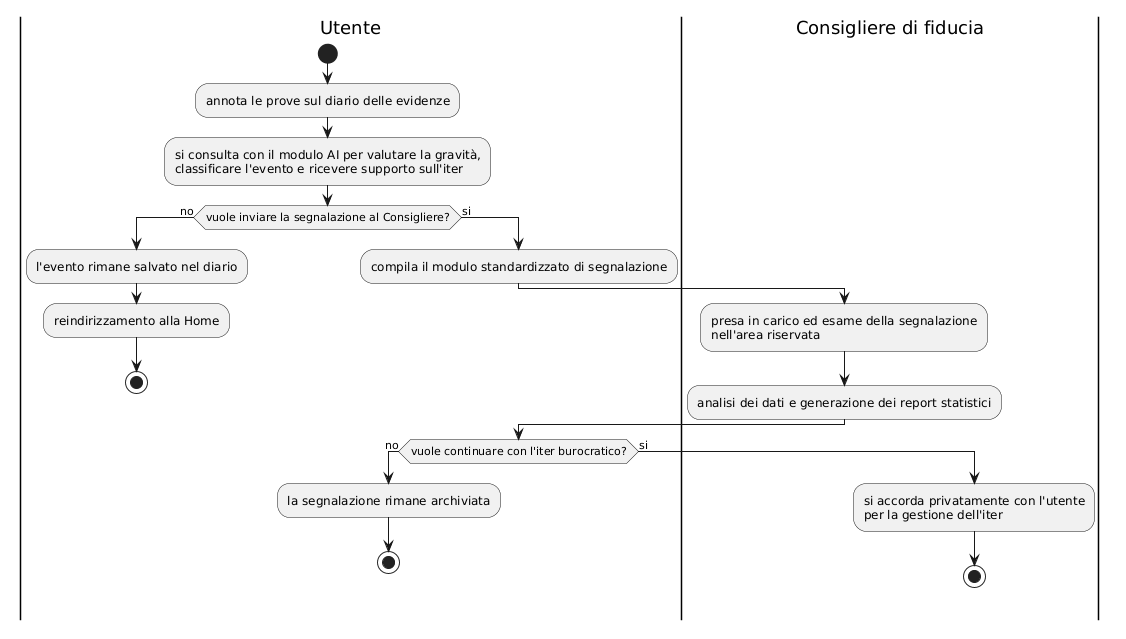 Utente
Consigliere di fiducia
annota le prove sul diario delle evidenze
si consulta con il modulo AI per valutare la gravità,
classificare l'evento e ricevere supporto sull'iter
no
vuole inviare la segnalazione al Consigliere?
si
l'evento rimane salvato nel diario
compila il modulo standardizzato di segnalazione
reindirizzamento alla Home
presa in carico ed esame della segnalazione
nell'area riservata
analisi dei dati e generazione dei report statistici
no
vuole continuare con l'iter burocratico?
si
la segnalazione rimane archiviata
si accorda privatamente con l'utente
per la gestione dell'iter